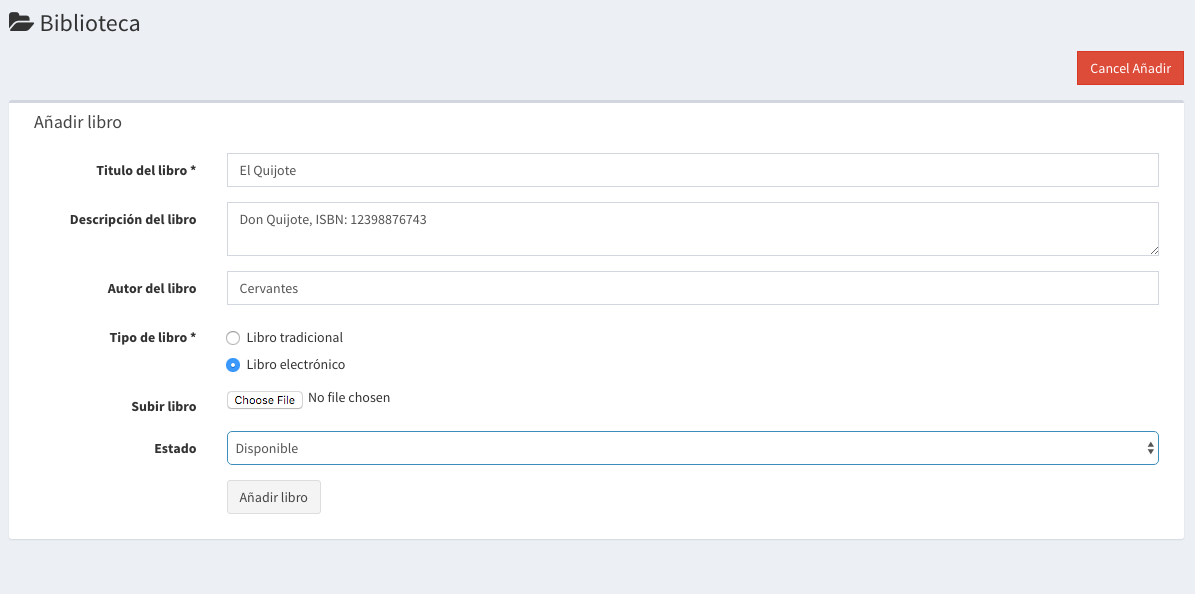 Biblioteca
Cancel Añadir
Añadir libro
Titulo del libro *
El Quijote
Descripción del libro
Don Quijote, ISBN: 12398876743
Autor del libro
Cervantes
Tipo de libro *
Libro tradicional
Libro electrónico
Subir libro
Choose File No file chosen
Estado
Disponible
Añadir libro